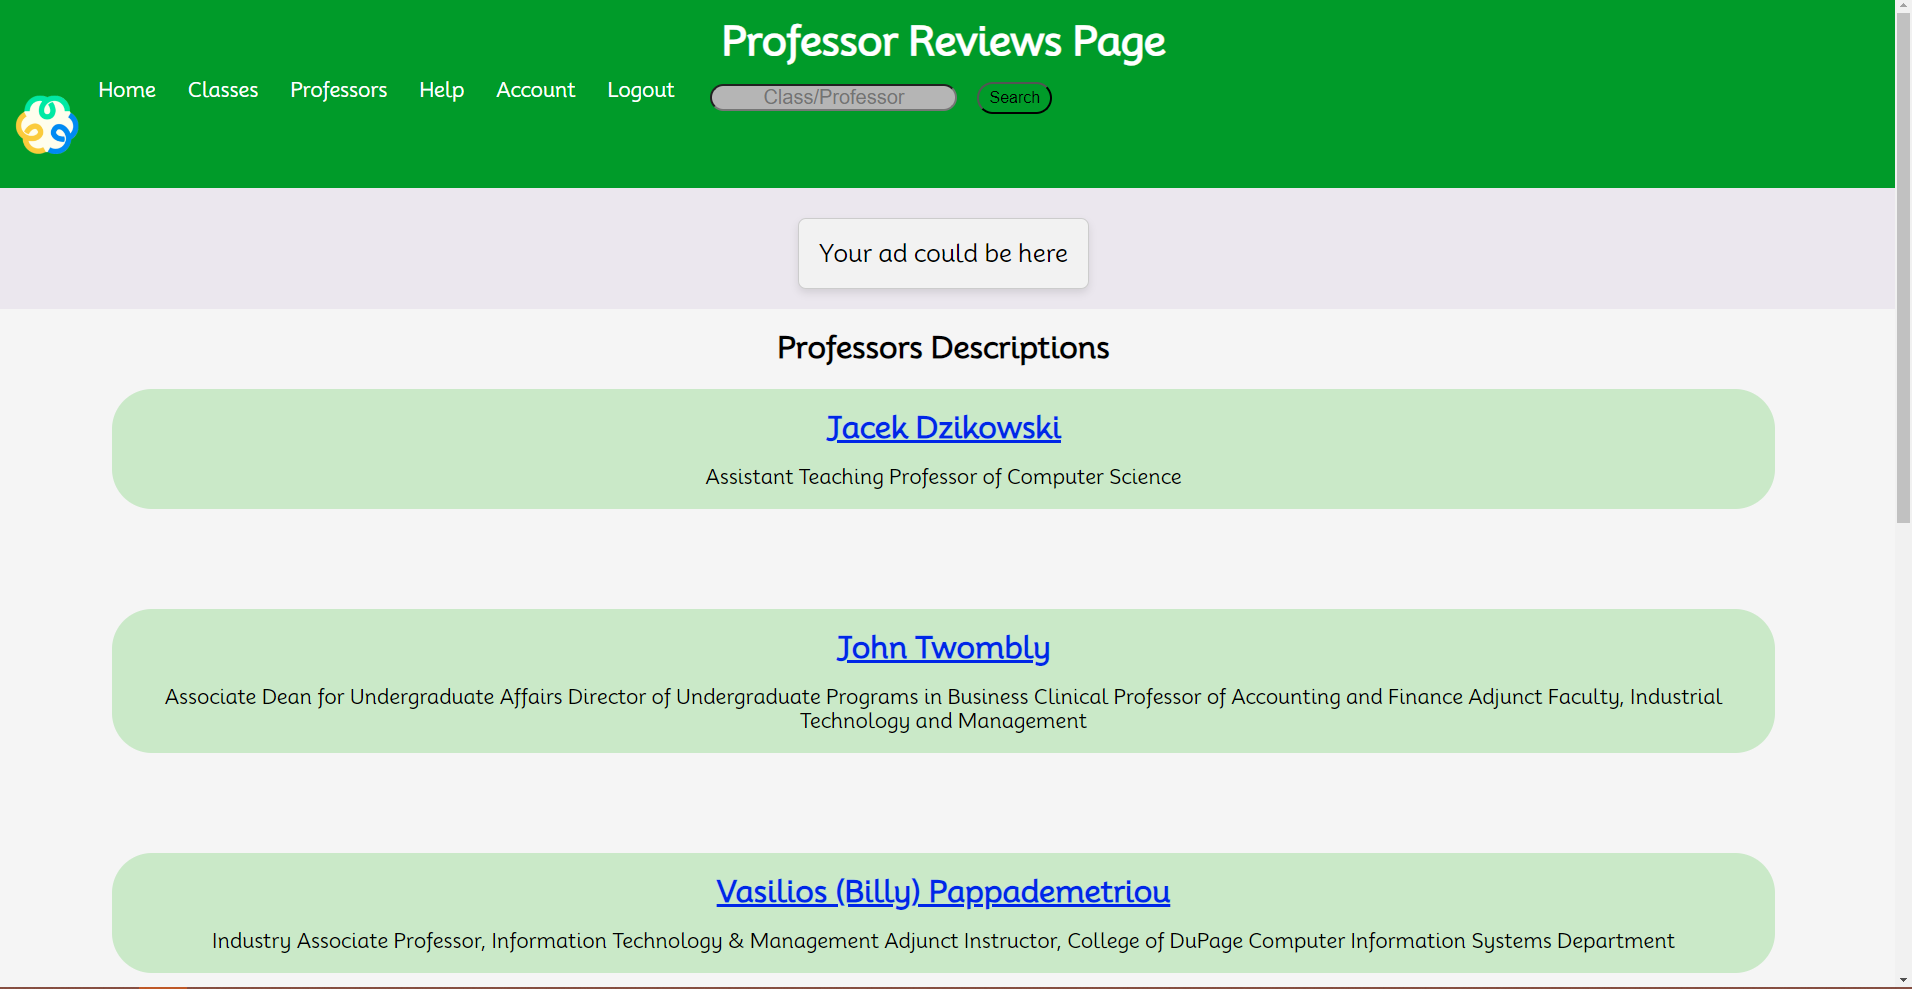 Professor Reviews Page
Home Classes Professors Help Account Logout Class/Professor Search
Your ad could be here
Professors Descriptions
Jacek Dzikowski
Assistant Teaching Professor of Computer Science
John Twombly
Associate Dean for Undergraduate Affairs Director of Undergraduate Programs in Business Clinical Professor of Accounting and Finance Adjunct Faculty, Industrial
Technology and Management
Vasilios (Billy) Pappademetriou
Industry Associate Professor, Information Technology & Management Adjunct Instructor, College of DuPage Computer Information Systems Department